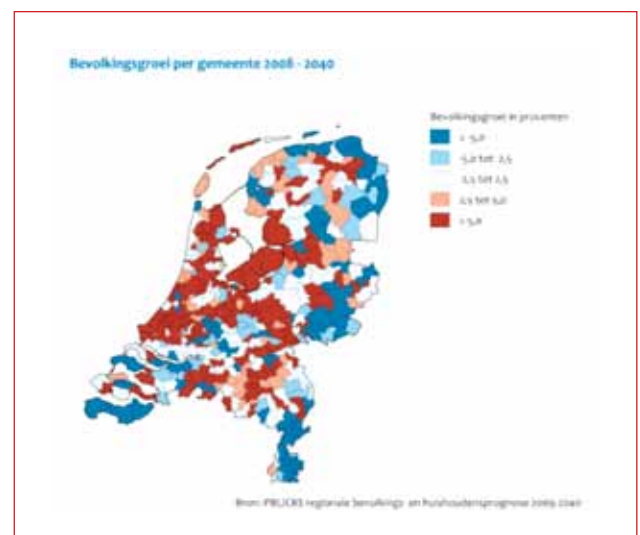 Bevolkingsgroei per gemeente 2008 - 2040
Bevolkingsgroei in procenten
< -5,0
-5,0 tot -2,5
-2,5 tot 2,5
2,5 tot 5,0
> 5,0
Bron: PBL/CBS regionale bevolkings- en huishoudensprognose 2009-2040